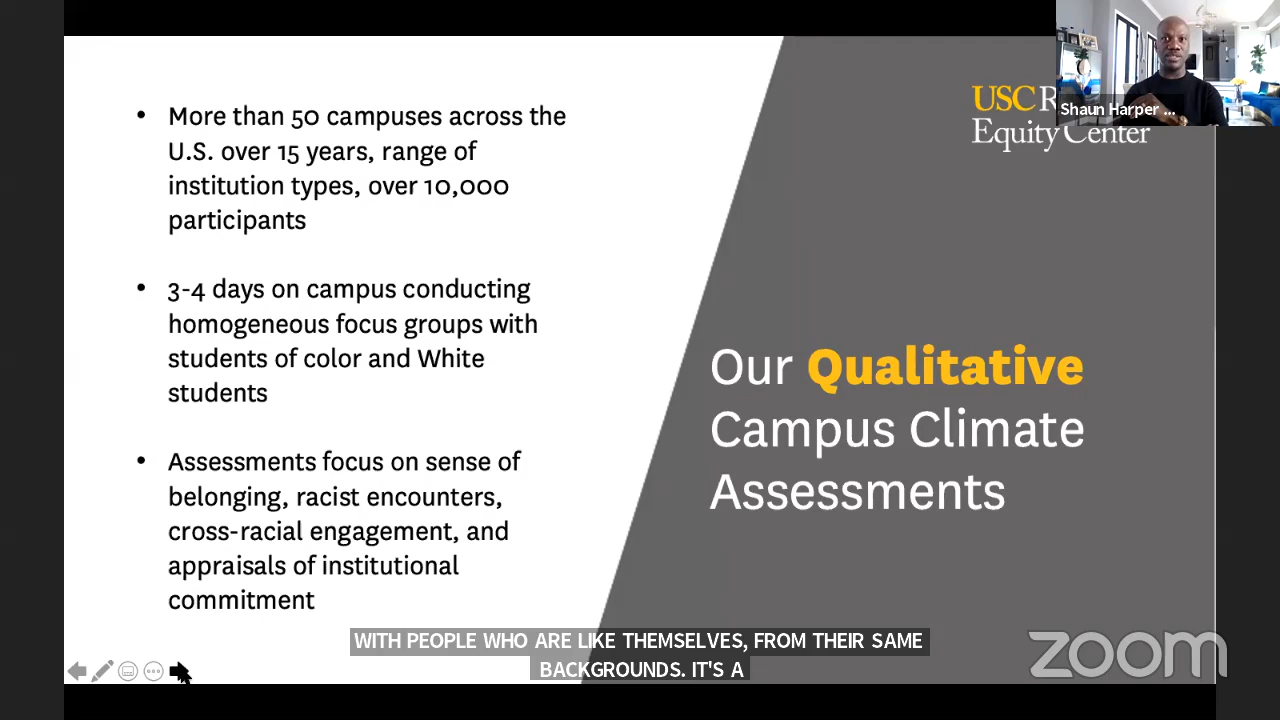 • More than 50 campuses across the
U.S. over 15 years, range of
institution types, over 10,000
participants
• 3-4 days on campus conducting
homogeneous focus groups with
students of color and White
students
• Assessments focus on sense of
belonging, racist encounters,
cross-racial engagement, and
appraisals of institutional
commitment
USC R
Equity Center
Shaun Harper ...
Our Qualitative
Campus Climate
Assessments
WITH PEOPLE WHO ARE LIKE THEMSELVES, FROM THEIR SAME
BACKGROUNDS. IT'S A
zoom